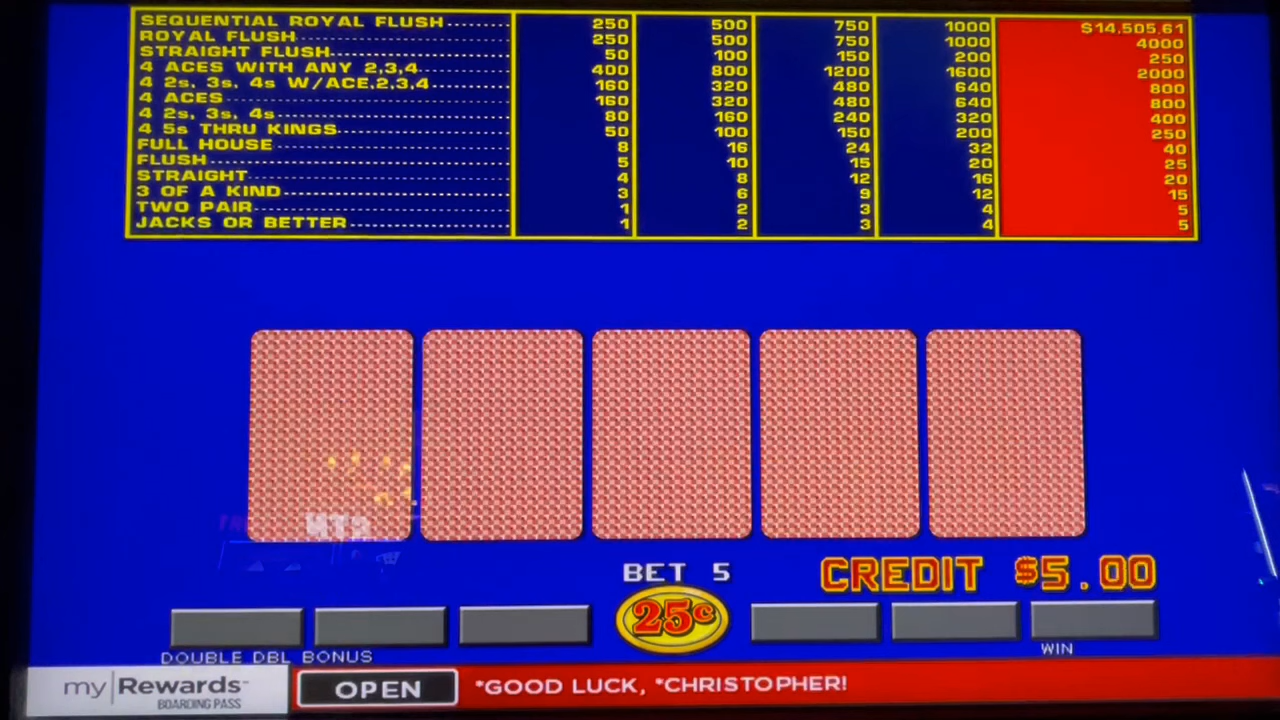 SEQUENTIAL ROYAL FLUSH 250 500 750 1000 $14,505.61
ROYAL FLUSH 250 500 750 1000 4000
STRAIGHT FLUSH 50 100 150 200 250
4 ACES WITH ANY 2,3,4 400 800 1200 1600 2000
4 2s, 3s, 4s W/ACE,2,3,4 160 320 480 640 800
4 ACES 160 320 480 640 800
4 2s, 3s, 4s 80 160 240 320 400
4 5s THRU KINGS 50 100 150 200 250
FULL HOUSE 8 16 24 32 40
FLUSH 5 10 15 20 25
STRAIGHT 4 8 12 16 20
3 OF A KIND 3 6 9 12 15
TWO PAIR 1 2 3 4 5
JACKS OR BETTER 1 2 3 4 5
BET 5
CREDIT $5.00
25¢
DOUBLE DBL BONUS
WIN
my|Rewards™
BOARDING PASS
OPEN
*GOOD LUCK, *CHRISTOPHER!